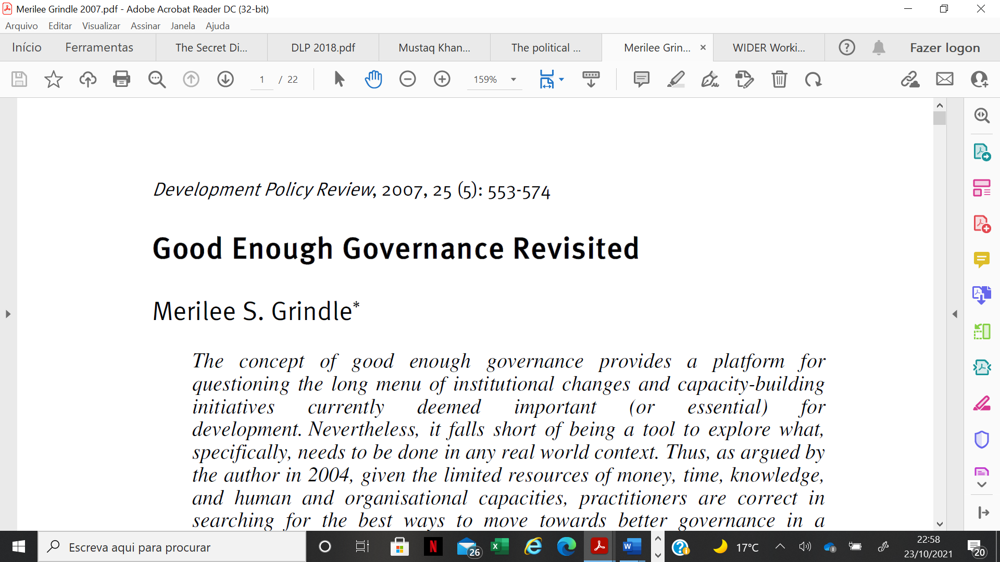 Merilee Grindle 2007.pdf - Adobe Acrobat Reader DC (32-bit)
Arquivo Editar Visualizar Assinar Janela Ajuda
Início Ferramentas The Secret Di... DLP 2018.pdf Mustaq Khan... The political ... Merilee Grin... × WIDER Worki... ? Fazer logon
1 / 22 159%
Development Policy Review, 2007, 25 (5): 553-574
Good Enough Governance Revisited
Merilee S. Grindle*
The concept of good enough governance provides a platform for
questioning the long menu of institutional changes and capacity-building
initiatives currently deemed important (or essential) for
development. Nevertheless, it falls short of being a tool to explore what,
specifically, needs to be done in any real world context. Thus, as argued by
the author in 2004, given the limited resources of money, time, knowledge,
and human and organisational capacities, practitioners are correct in
searching for the best ways to move towards better governance in a
Escreva aqui para procurar N 26 X W ? 17°C 22:58 20
23/10/2021